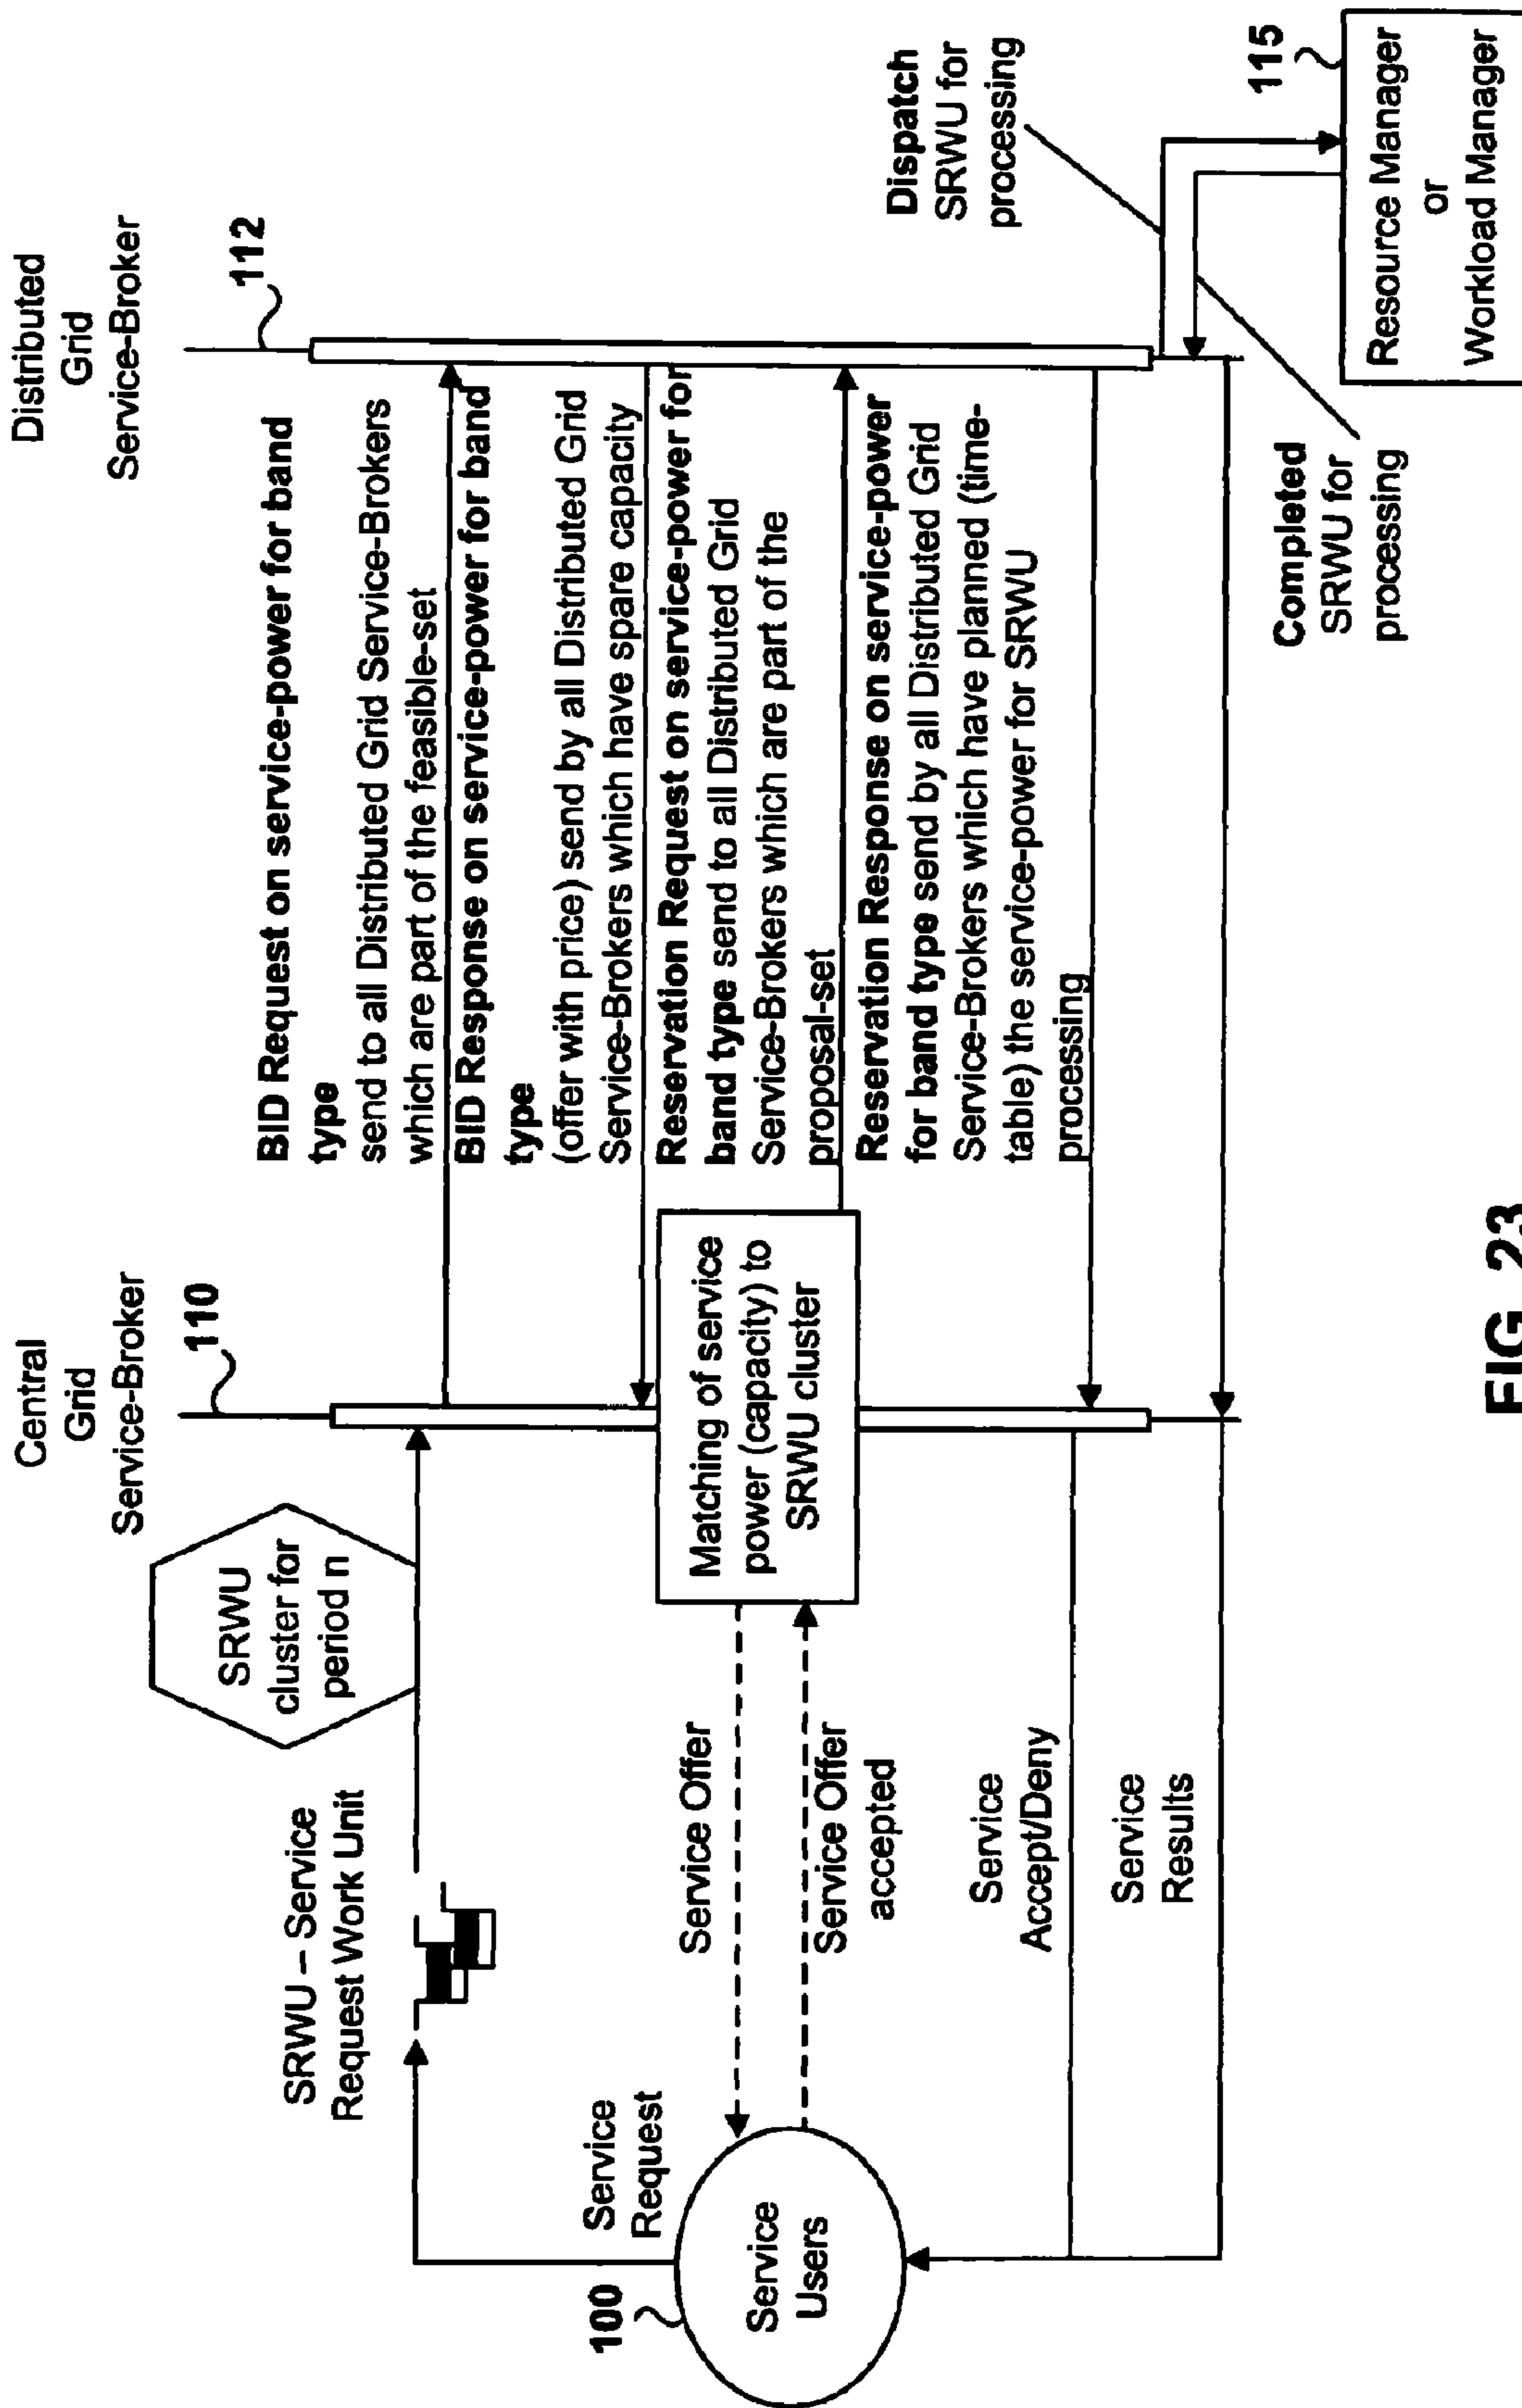 Central
Grid
Service-Broker
110
Distributed
Grid
Service-Broker
112
SRWU – Service
Request Work Unit
SRWU
cluster for
period n
Service
Request
100
Service
Users
Service Offer
Service Offer
accepted
Service
Accept/Deny
Service
Results
Matching of service
power (capacity) to
SRWU cluster
BID Request on service-power for band
type
send to all Distributed Grid Service-Brokers
which are part of the feasible-set
BID Response on service-power for band
type
(offer with price) send by all Distributed Grid
Service-Brokers which have spare capacity
Reservation Request on service-power for
band type send to all Distributed Grid
Service-Brokers which are part of the
proposal-set
Reservation Response on service-power
for band type send by all Distributed Grid
Service-Brokers which have planned (time-
table) the service-power for SRWU
processing
Dispatch
SRWU for
processing
Completed
SRWU for
processing
115
Resource Manager
or
Workload Manager
FIG. 23